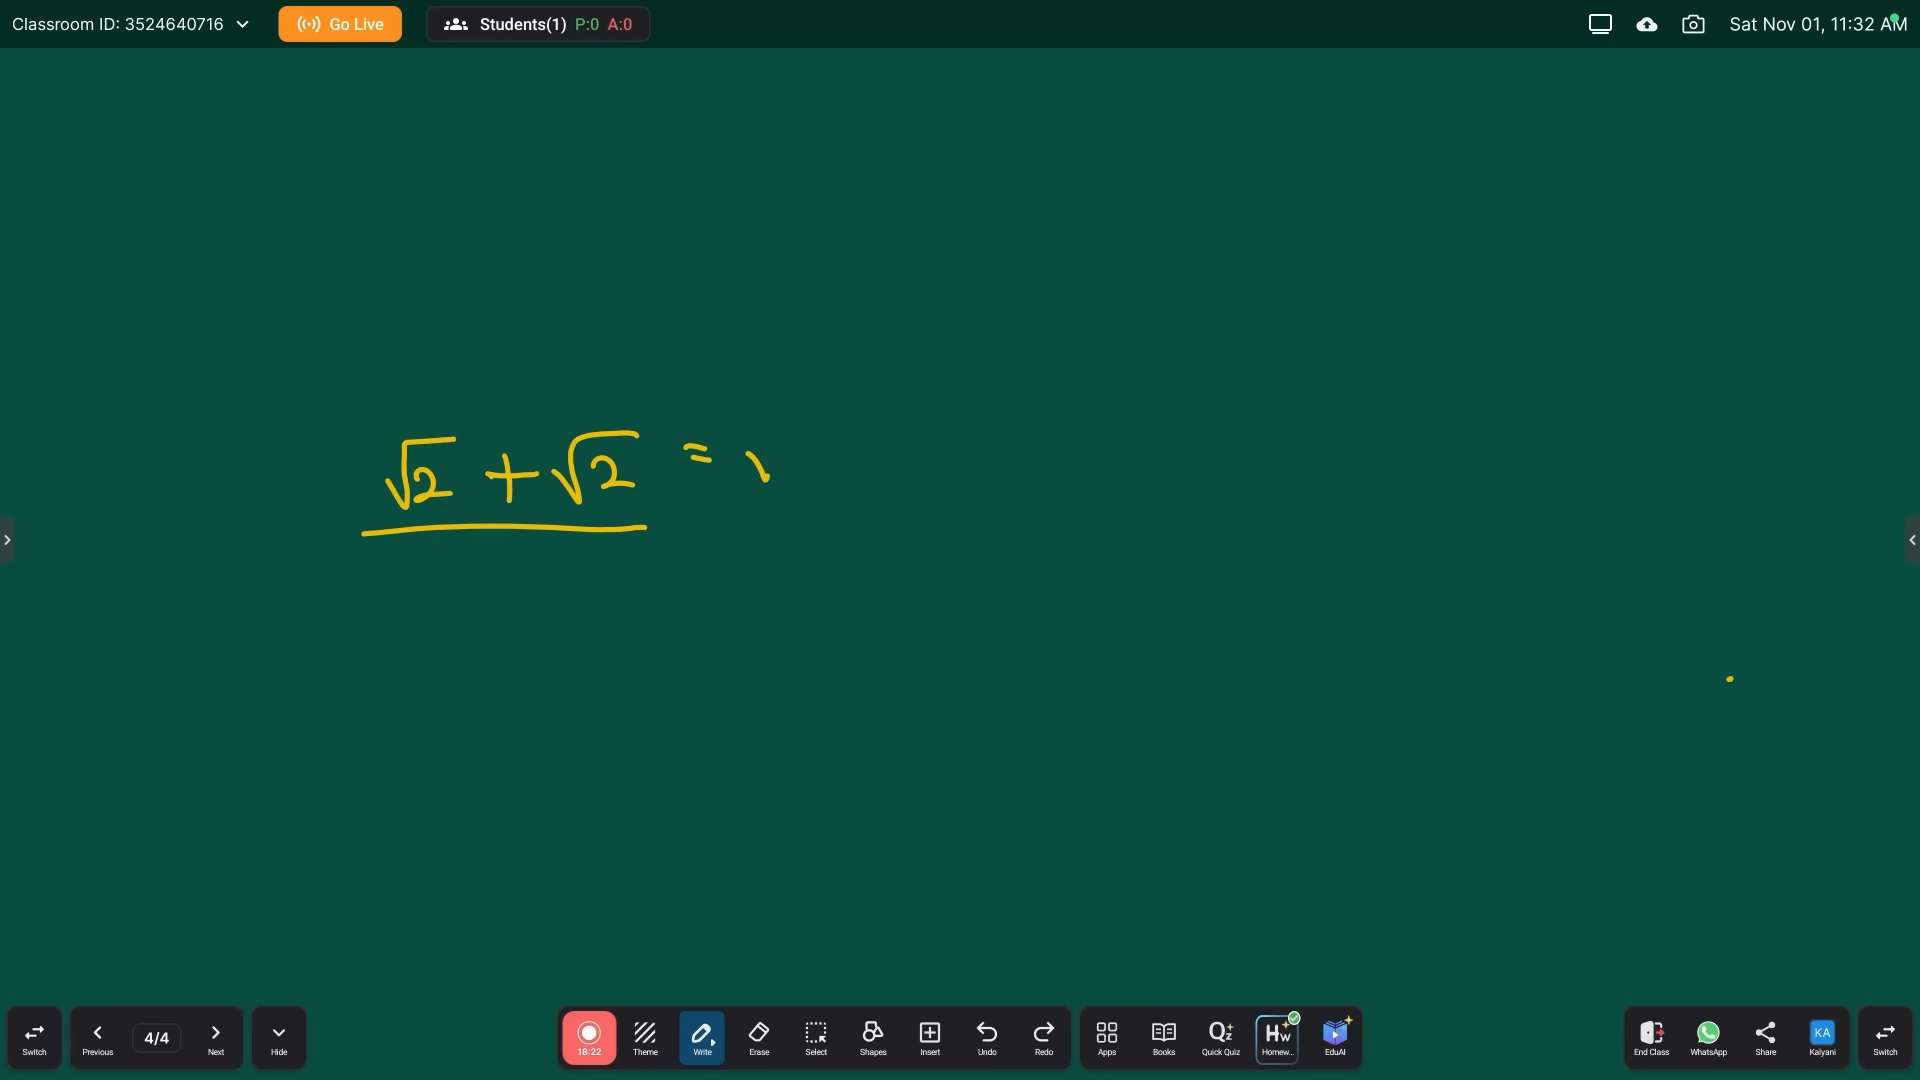 Classroom ID: 3524640716
Go Live
Students(1) P:0 A:0
Sat Nov 01, 11:32 AM
√2 + √2 =
Switch
Previous
4/4
Next
Hide
18:22
Theme
Write
Erase
Select
Shapes
Insert
Undo
Redo
Apps
Books
Qz
Quick Quiz
Hw
Homew...
EduAI
End Class
WhatsApp
Share
KA
Kalyani
Switch